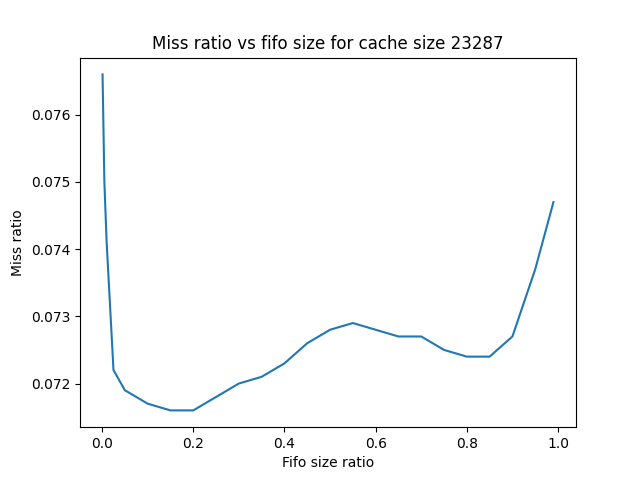 Miss ratio vs fifo size for cache size 23287
0.076
0.075
0.074
0.073
0.072
Miss ratio
0.0 0.2 0.4 0.6 0.8 1.0
Fifo size ratio